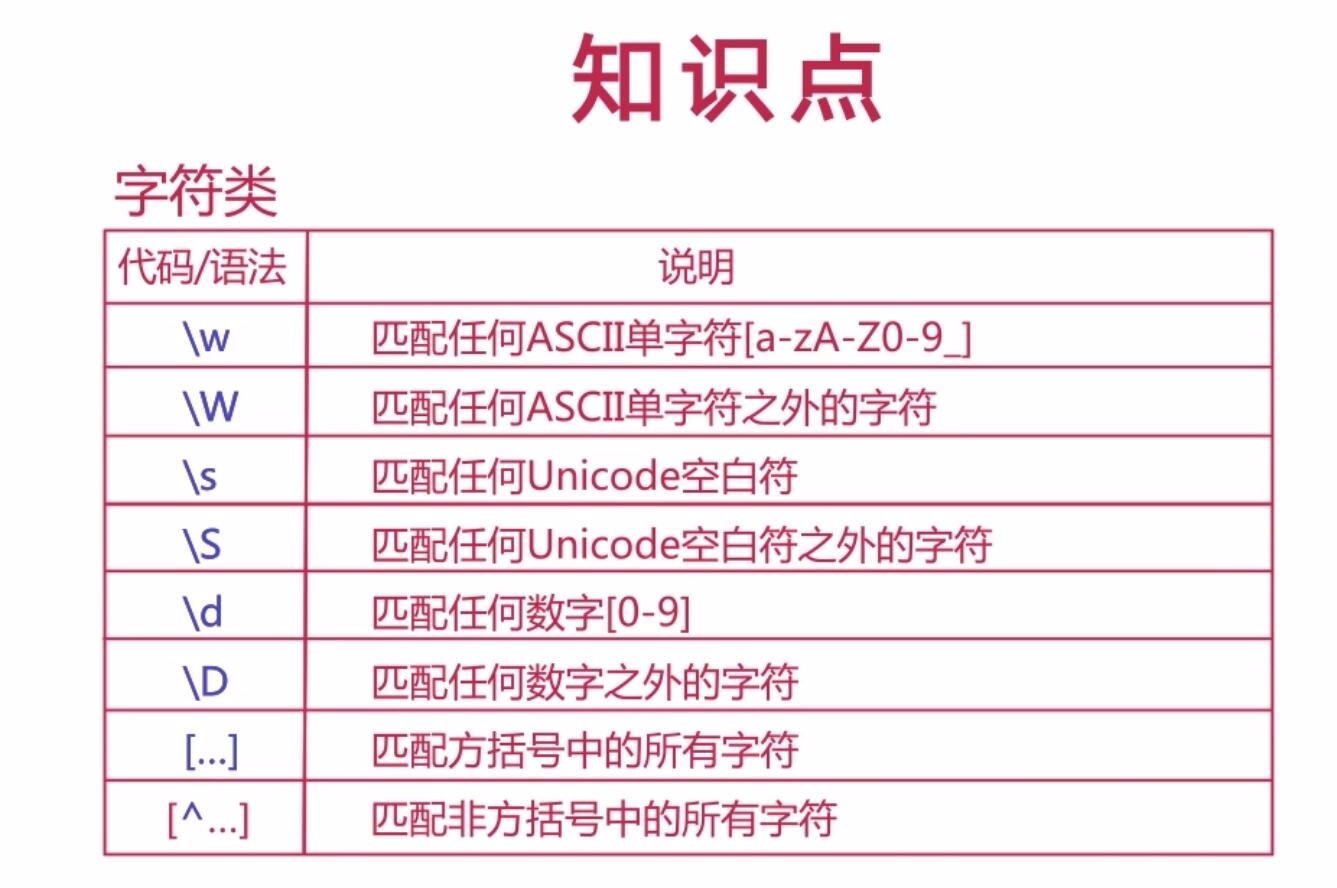 知识点
字符类
代码/语法 说明
\w 匹配任何ASCII单字符[a-zA-Z0-9_]
\W 匹配任何ASCII单字符之外的字符
\s 匹配任何Unicode空白符
\S 匹配任何Unicode空白符之外的字符
\d 匹配任何数字[0-9]
\D 匹配任何数字之外的字符
[...] 匹配方括号中的所有字符
[^...] 匹配非方括号中的所有字符